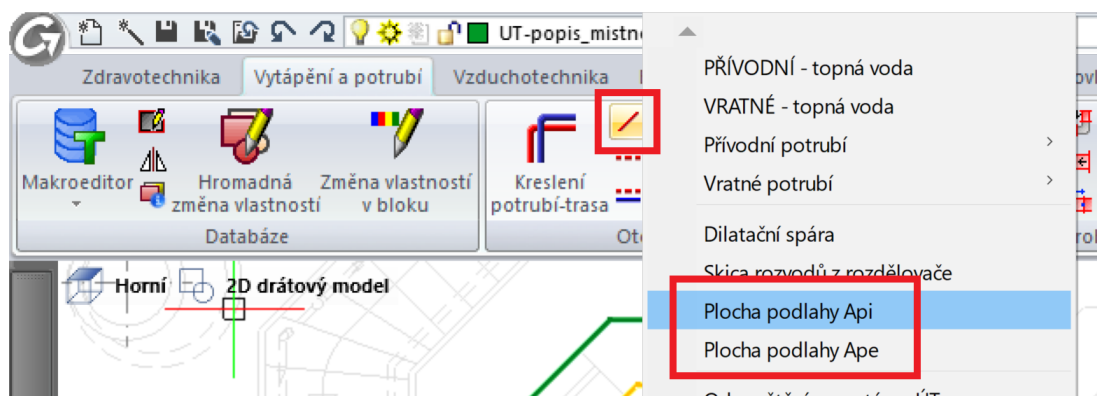 UT-popis_mistno
Zdravotechnika
Vytápění a potrubí
Vzduchotechnika
Makroeditor
Hromadná
změna vlastností
Změna vlastností
v bloku
Databáze
Kreslení
potrubí-trasa
Horní
2D drátový model
PŘÍVODNÍ - topná voda
VRATNÉ - topná voda
Přívodní potrubí
Vratné potrubí
Dilatační spára
Skica rozvodů z rozdělovače
Plocha podlahy Api
Plocha podlahy Ape